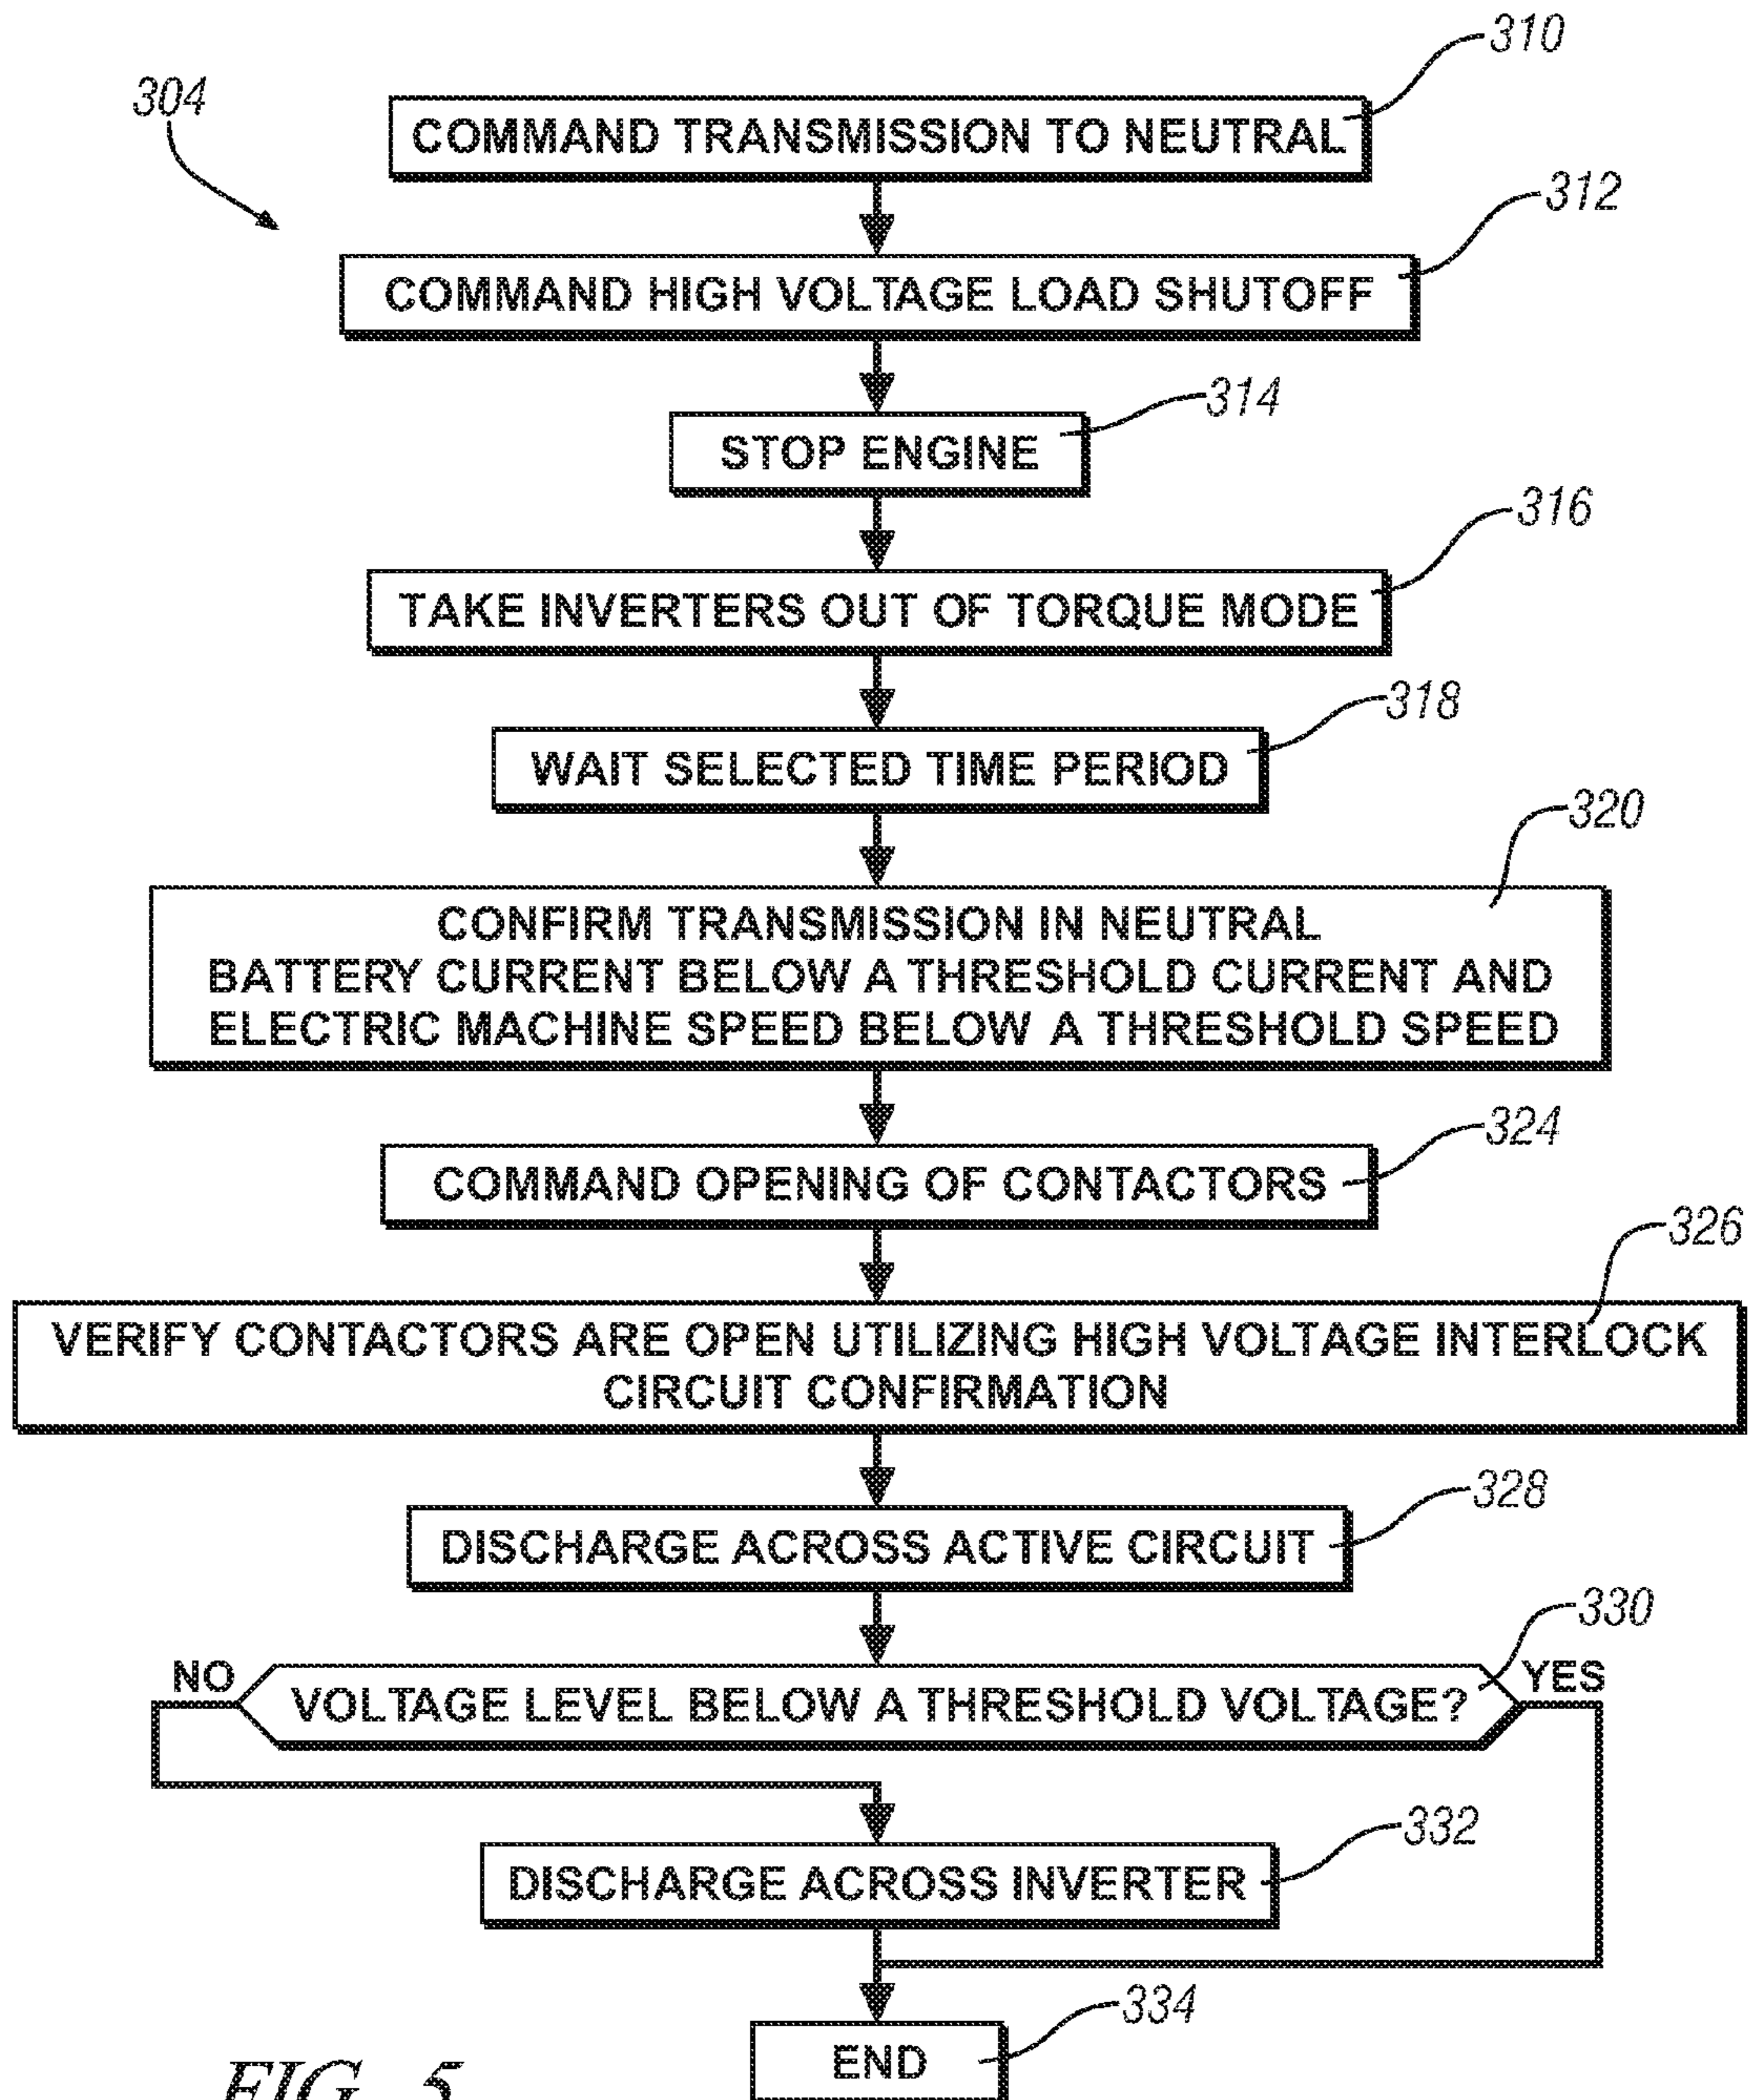 310
304
COMMAND TRANSMISSION TO NEUTRAL
312
COMMAND HIGH VOLTAGE LOAD SHUTOFF
314
STOP ENGINE
316
TAKE INVERTERS OUT OF TORQUE MODE
318
WAIT SELECTED TIME PERIOD
320
CONFIRM TRANSMISSION IN NEUTRAL
BATTERY CURRENT BELOW A THRESHOLD CURRENT AND
ELECTRIC MACHINE SPEED BELOW A THRESHOLD SPEED
324
COMMAND OPENING OF CONTACTORS
326
VERIFY CONTACTORS ARE OPEN UTILIZING HIGH VOLTAGE INTERLOCK
CIRCUIT CONFIRMATION
328
DISCHARGE ACROSS ACTIVE CIRCUIT
330
NO
YES
VOLTAGE LEVEL BELOW A THRESHOLD VOLTAGE?
332
DISCHARGE ACROSS INVERTER
334
END
FIG. 5